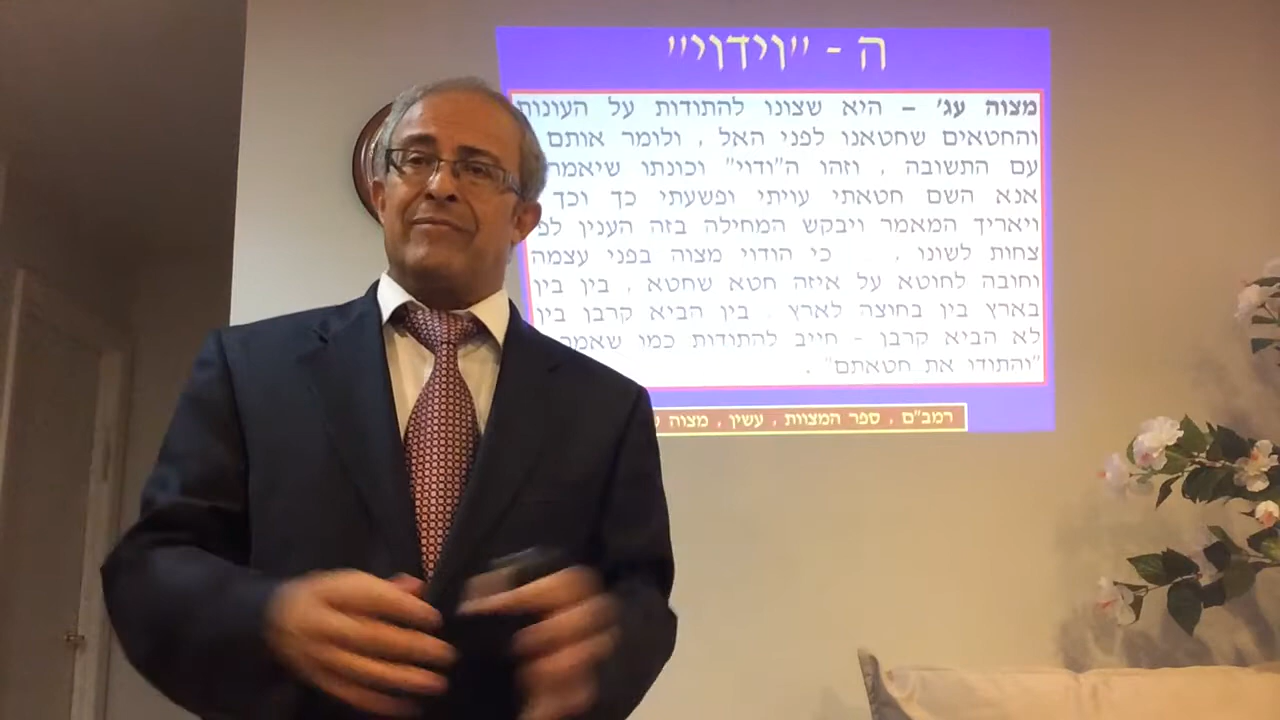 ה - "וידוי"
מצוה עג' – היא שצונו להתודות על העונות
והחטאים שחטאנו לפני האל , ולומר אותם
עם התשובה , וזהו ה"ודוי" וכונתו שיאמר
אנא השם חטאתי עויתי ופשעתי כך וכך
ויאריך המאמר ויבקש המחילה בזה הענין לפ
צחות לשונו . . . כי הודוי מצוה בפני עצמה
וחובה לחוטא על איזה חטא שחטא , בין בין
בארץ בין בחוצה לארץ . בין הביא קרבן בין
לא הביא קרבן - חייב להתודות כמו שאמר
"והתודו את חטאתם" .
רמב"ם , ספר המצוות , עשין , מצוה